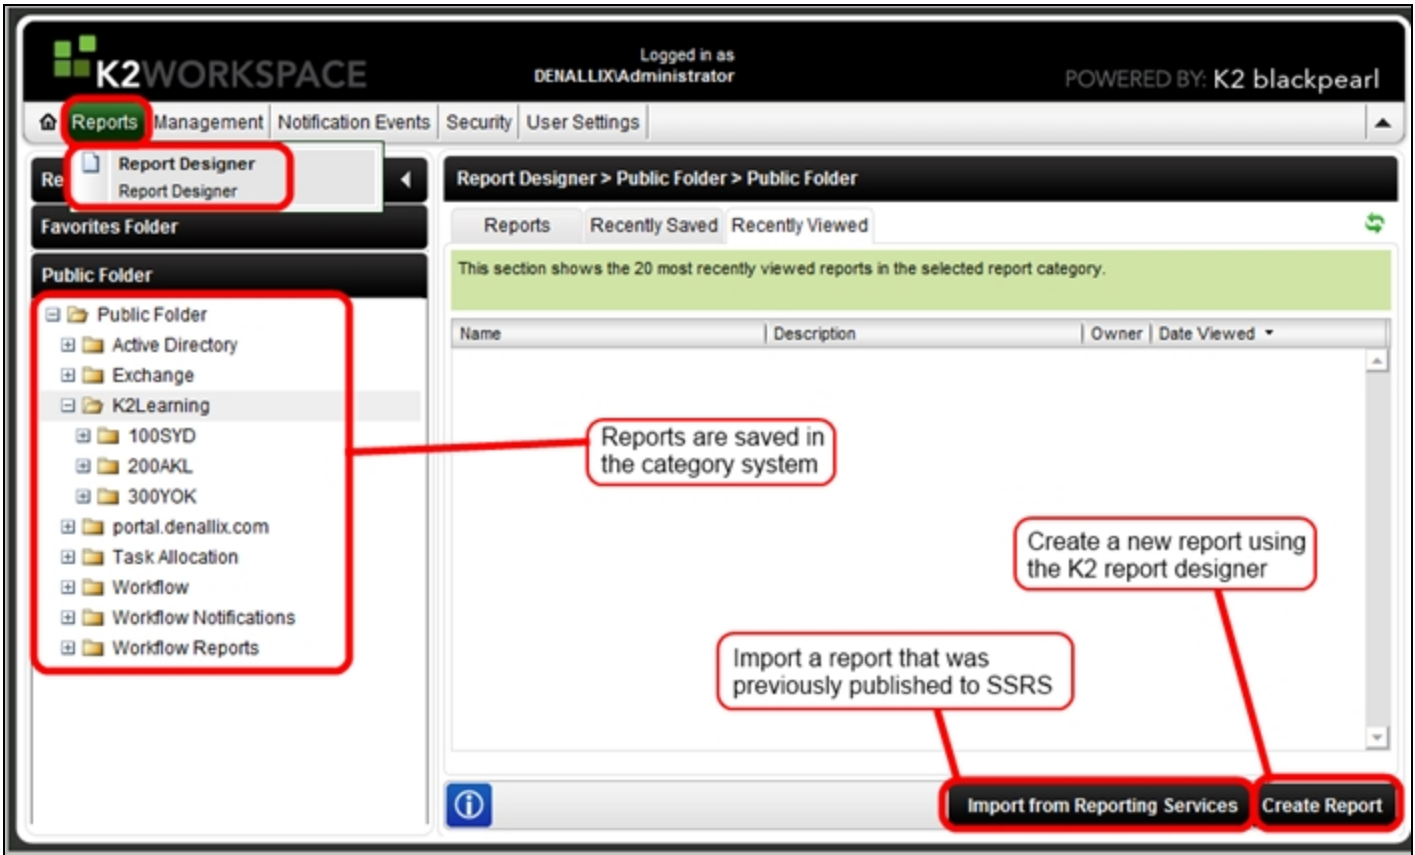 K2WORKSPACE
Logged in as
DENALLIX\Administrator
POWERED BY: K2 blackpearl
Reports Management Notification Events Security User Settings
Report Designer
Report Designer
Re
Favorites Folder
Public Folder
Public Folder
Active Directory
Exchange
K2Learning
100SYD
200AKL
300YOK
portal.denallix.com
Task Allocation
Workflow
Workflow Notifications
Workflow Reports
Report Designer > Public Folder > Public Folder
Reports Recently Saved Recently Viewed
This section shows the 20 most recently viewed reports in the selected report category.
Name Description Owner Date Viewed
Reports are saved in
the category system
Create a new report using
the K2 report designer
Import a report that was
previously published to SSRS
Import from Reporting Services Create Report